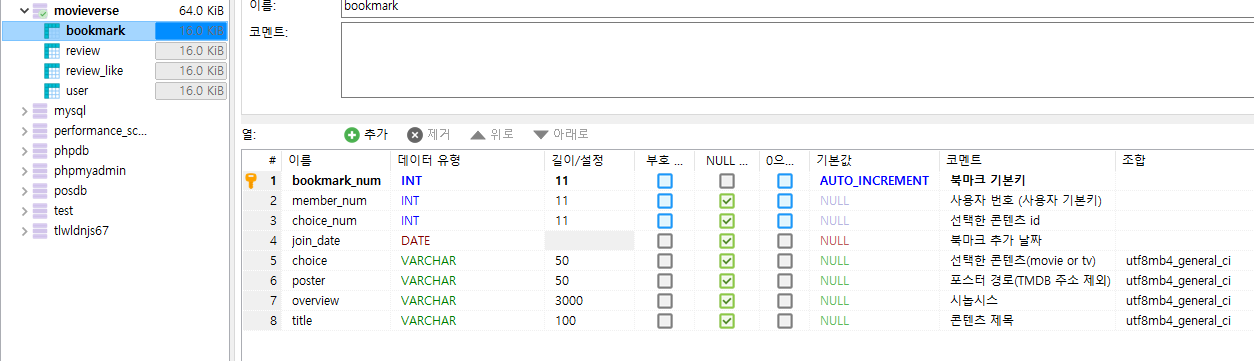 movieverse 64.0 KiB
bookmark 16.0 KiB
review 16.0 KiB
review_like 16.0 KiB
user 16.0 KiB
mysql
performance_sc...
phpdb
phpmyadmin
posdb
test
tlwldnjs67
이름: bookmark
코멘트:
열: 추가 제거 위로 아래로
# 이름 데이터 유형 길이/설정 부호 ... NULL ... 0으... 기본값 코멘트 조합
1 bookmark_num INT 11 AUTO_INCREMENT 북마크 기본키
2 member_num INT 11 NULL 사용자 번호 (사용자 기본키)
3 choice_num INT 11 NULL 선택한 콘텐츠 id
4 join_date DATE NULL 북마크 추가 날짜
5 choice VARCHAR 50 NULL 선택한 콘텐츠(movie or tv) utf8mb4_general_ci
6 poster VARCHAR 50 NULL 포스터 경로(TMDB 주소 제외) utf8mb4_general_ci
7 overview VARCHAR 3000 NULL 시놉시스 utf8mb4_general_ci
8 title VARCHAR 100 NULL 콘텐츠 제목 utf8mb4_general_ci